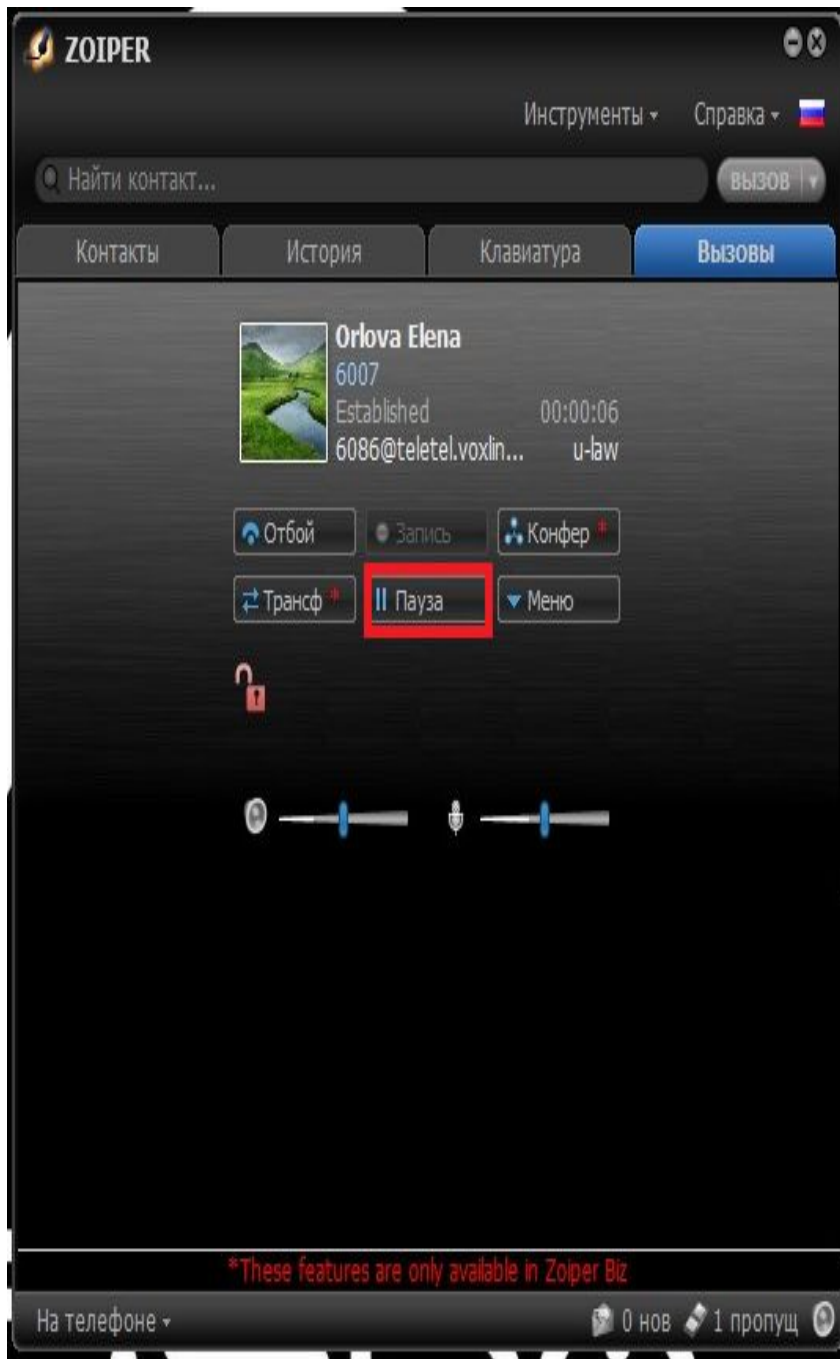 ZOIPER
Инструменты Справка
Найти контакт... вызов
Контакты История Клавиатура Вызовы
Orlova Elena
6007
Established 00:00:06
6086@teletel.voxlin... u-law
Отбой Запись Конфер *
Трансф * Пауза Меню
*These features are only available in Zoiper Biz
На телефоне 0 нов 1 пропущ